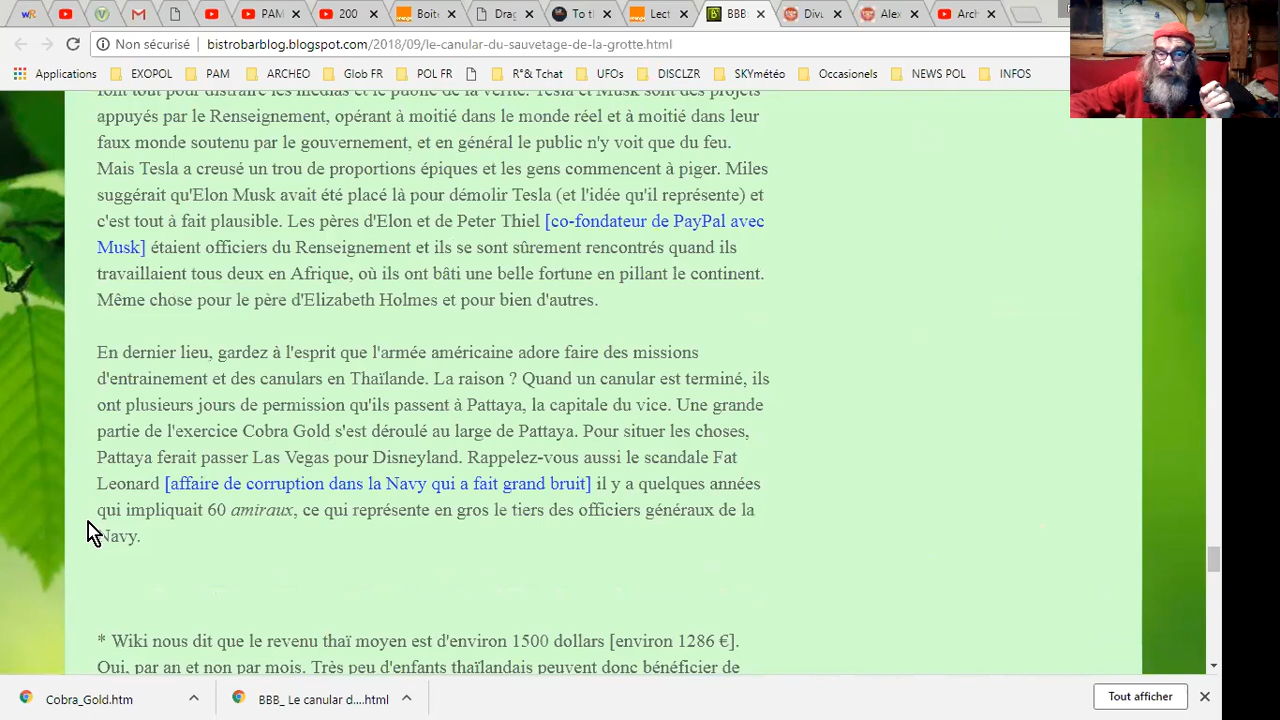 PAM
200
Boît
Drag
To tl
Lect
BBB
Divu
Alex
Arch
Non sécurisé
bistrobarblog.blogspot.com/2018/09/le-canular-du-sauvetage-de-la-grotte.html
Applications
EXOPOL
PAM
ARCHEO
Glob FR
POL FR
R°& Tchat
UFOs
DISCLZR
SKYmétéo
Occasionels
NEWS POL
INFOS
font tout pour distraire les médias et le public de la vérité. Tesla et Musk sont des projets
appuyés par le Renseignement, opérant à moitié dans le monde réel et à moitié dans leur
faux monde soutenu par le gouvernement, et en général le public n'y voit que du feu.
Mais Tesla a creusé un trou de proportions épiques et les gens commencent à piger. Miles
suggérait qu'Elon Musk avait été placé là pour démolir Tesla (et l'idée qu'il représente) et
c'est tout à fait plausible. Les pères d'Elon et de Peter Thiel [co-fondateur de PayPal avec
Musk] étaient officiers du Renseignement et ils se sont sûrement rencontrés quand ils
travaillaient tous deux en Afrique, où ils ont bâti une belle fortune en pillant le continent.
Même chose pour le père d'Elizabeth Holmes et pour bien d'autres.
En dernier lieu, gardez à l'esprit que l'armée américaine adore faire des missions
d'entrainement et des canulars en Thaïlande. La raison ? Quand un canular est terminé, ils
ont plusieurs jours de permission qu'ils passent à Pattaya, la capitale du vice. Une grande
partie de l'exercice Cobra Gold s'est déroulé au large de Pattaya. Pour situer les choses,
Pattaya ferait passer Las Vegas pour Disneyland. Rappelez-vous aussi le scandale Fat
Leonard [affaire de corruption dans la Navy qui a fait grand bruit] il y a quelques années
qui impliquait 60 amiraux, ce qui représente en gros le tiers des officiers généraux de la
Navy.
* Wiki nous dit que le revenu thaï moyen est d'environ 1500 dollars [environ 1286 €].
Oui, par an et non par mois. Très peu d'enfants thaïlandais peuvent donc bénéficier de
Cobra_Gold.htm
BBB_ Le canular d....html
Tout afficher